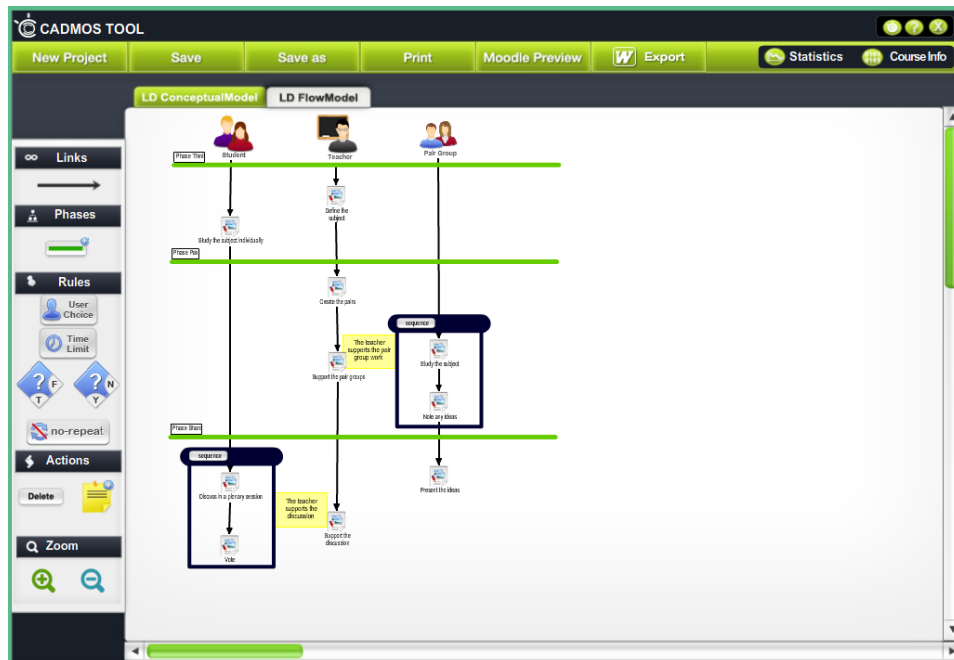 CADMOS TOOL
New Project
Save
Save as
Print
Moodle Preview
W
Export
Statistics
Course Info
LD ConceptualModel
LD FlowModel
Links
Phases
Rules
User
Choice
Time
Limit
? F
T
? N
Y
no-repeat
Actions
Delete
Zoom
Student
Teacher
Pair Group
Define the
subject
Study the subject individually
Phase Pair
Create the pairs
sequence
The teacher
supports the pair
group work
Support the pair groups
Study the subject
Note any ideas
Phase Share
sequence
Discuss in a plenary session
Vote
The teacher
supports the
discussion
Support the
discussion
Present the ideas